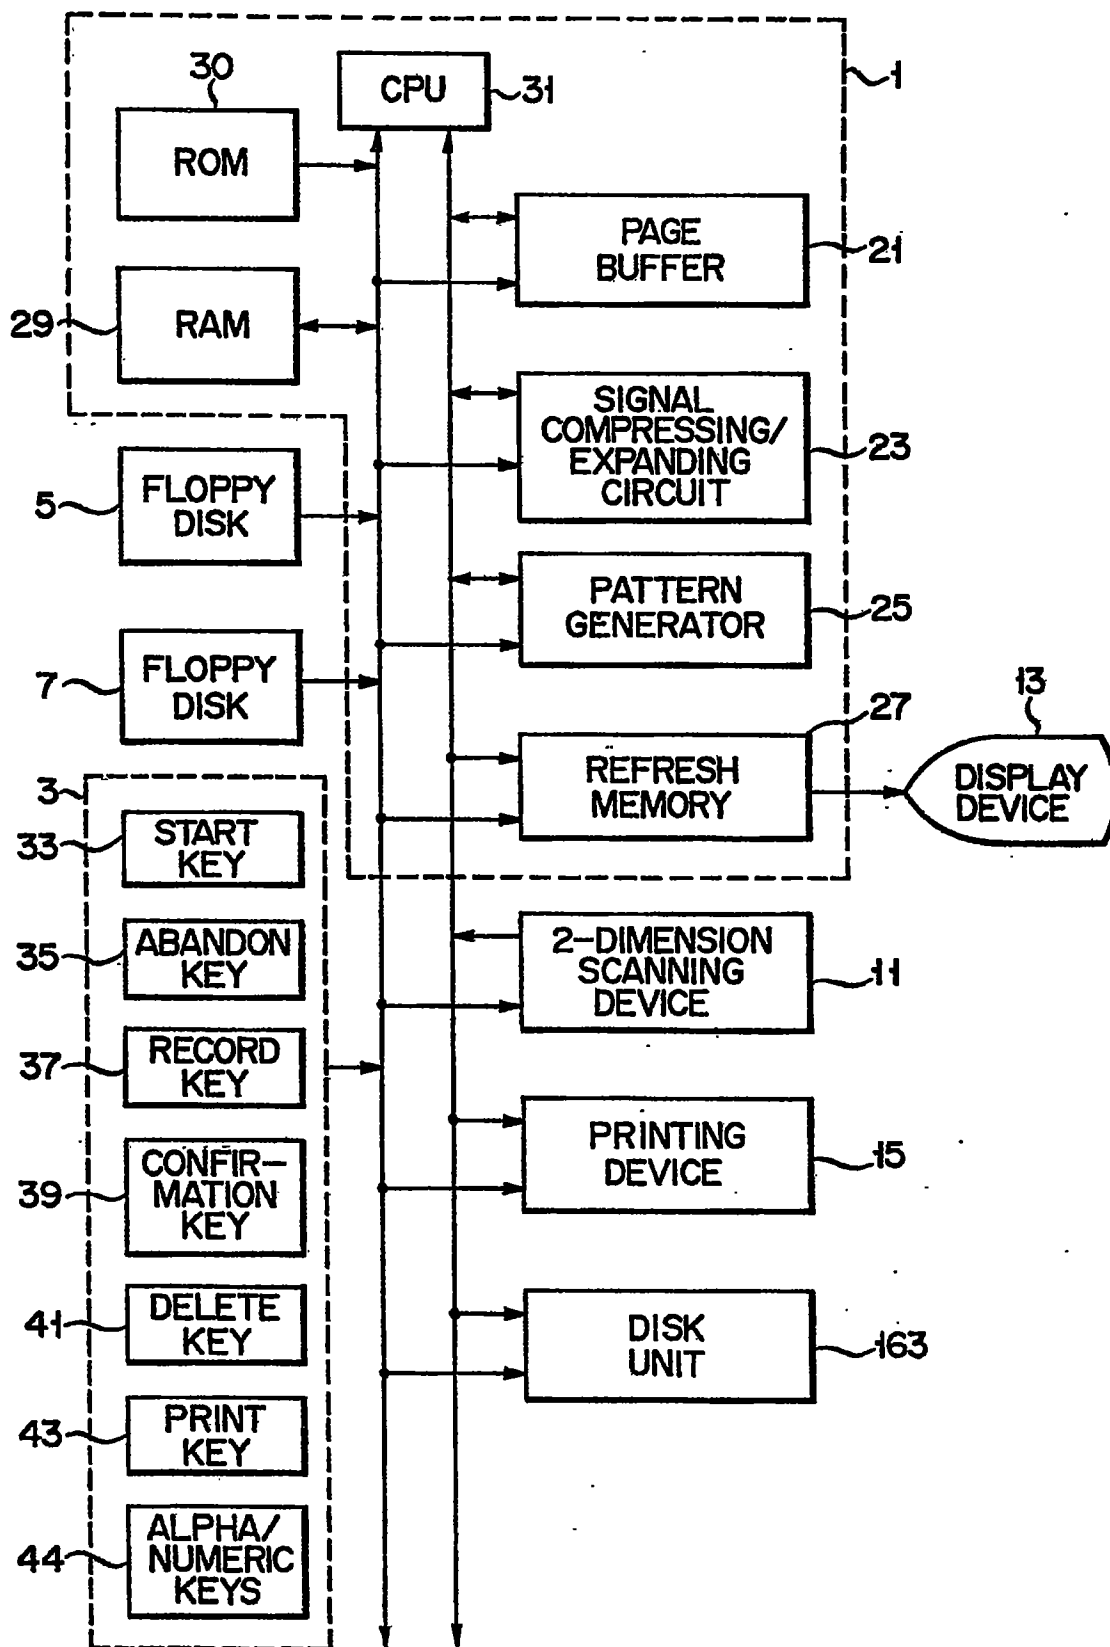 1
30
ROM
CPU
31
29
RAM
PAGE
BUFFER
21
SIGNAL
COMPRESSING/
EXPANDING
CIRCUIT
23
5
FLOPPY
DISK
PATTERN
GENERATOR
25
7
FLOPPY
DISK
REFRESH
MEMORY
27
13
DISPLAY
DEVICE
3
33
START
KEY
35
ABANDON
KEY
2-DIMENSION
SCANNING
DEVICE
11
37
RECORD
KEY
39
CONFIR-
MATION
KEY
PRINTING
DEVICE
15
41
DELETE
KEY
DISK
UNIT
163
43
PRINT
KEY
44
ALPHA/
NUMERIC
KEYS